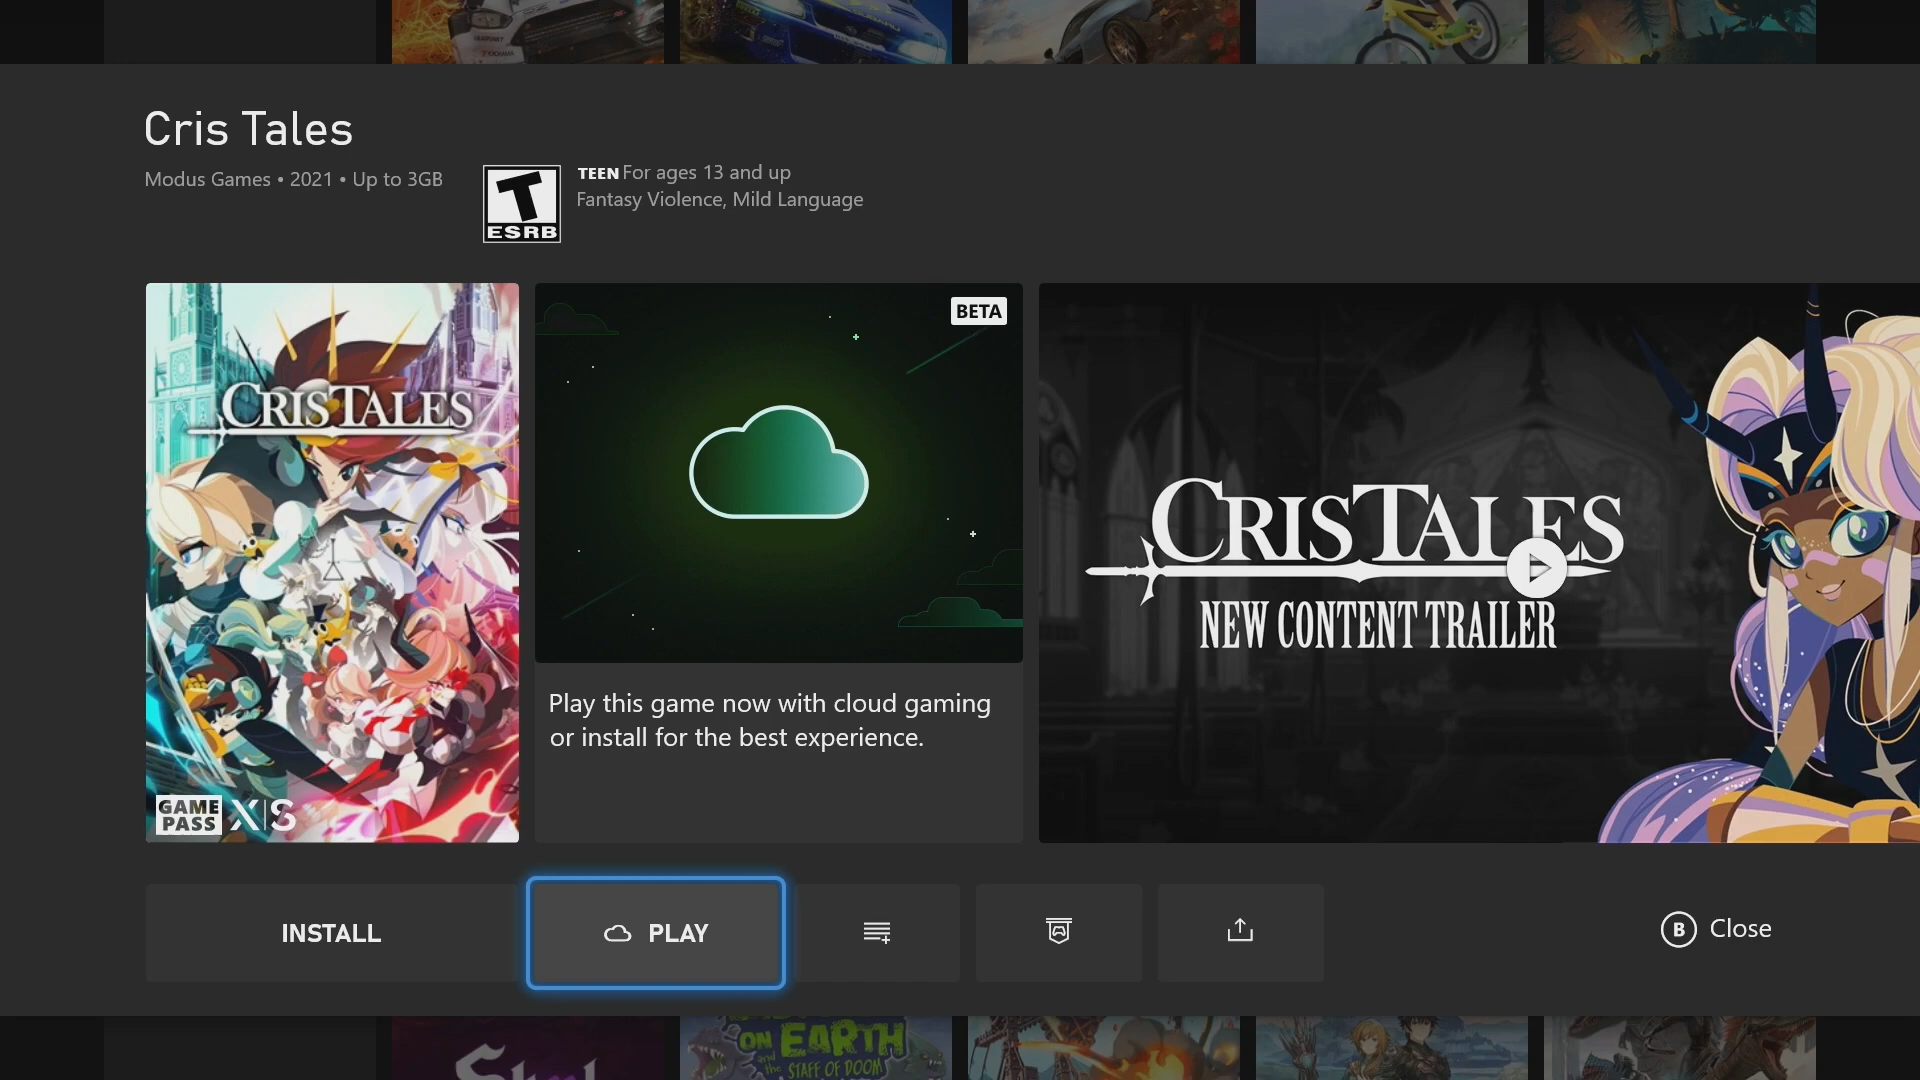 Cris Tales
Modus Games • 2021 • Up to 3GB
T
ESRB
TEEN For ages 13 and up
Fantasy Violence, Mild Language
CRIS TALES
GAME
PASS
X|S
BETA
Play this game now with cloud gaming
or install for the best experience.
CRIS TALES
NEW CONTENT TRAILER
INSTALL
PLAY
B Close
ON EARTH
and
the STAFF OF DOOM